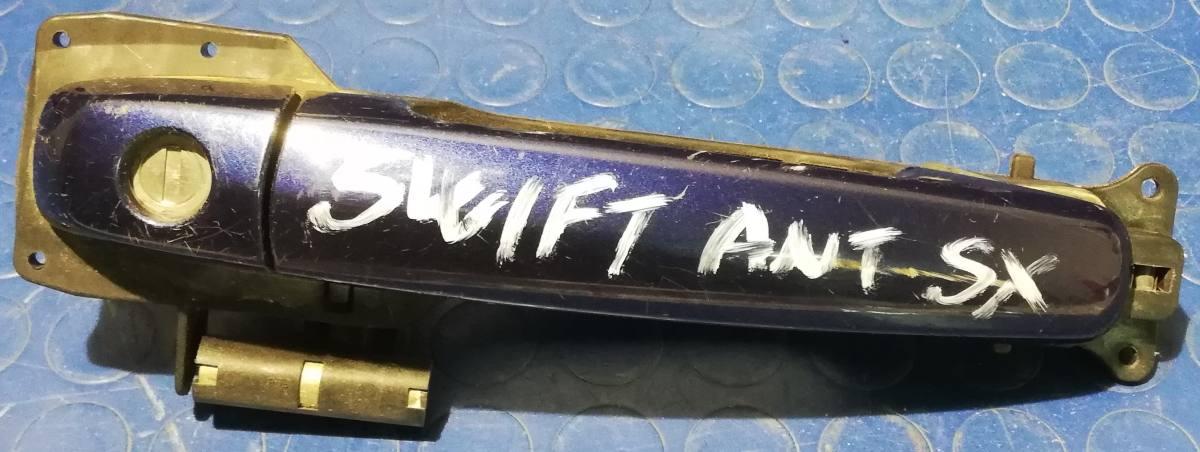 SWIFT ANT SX